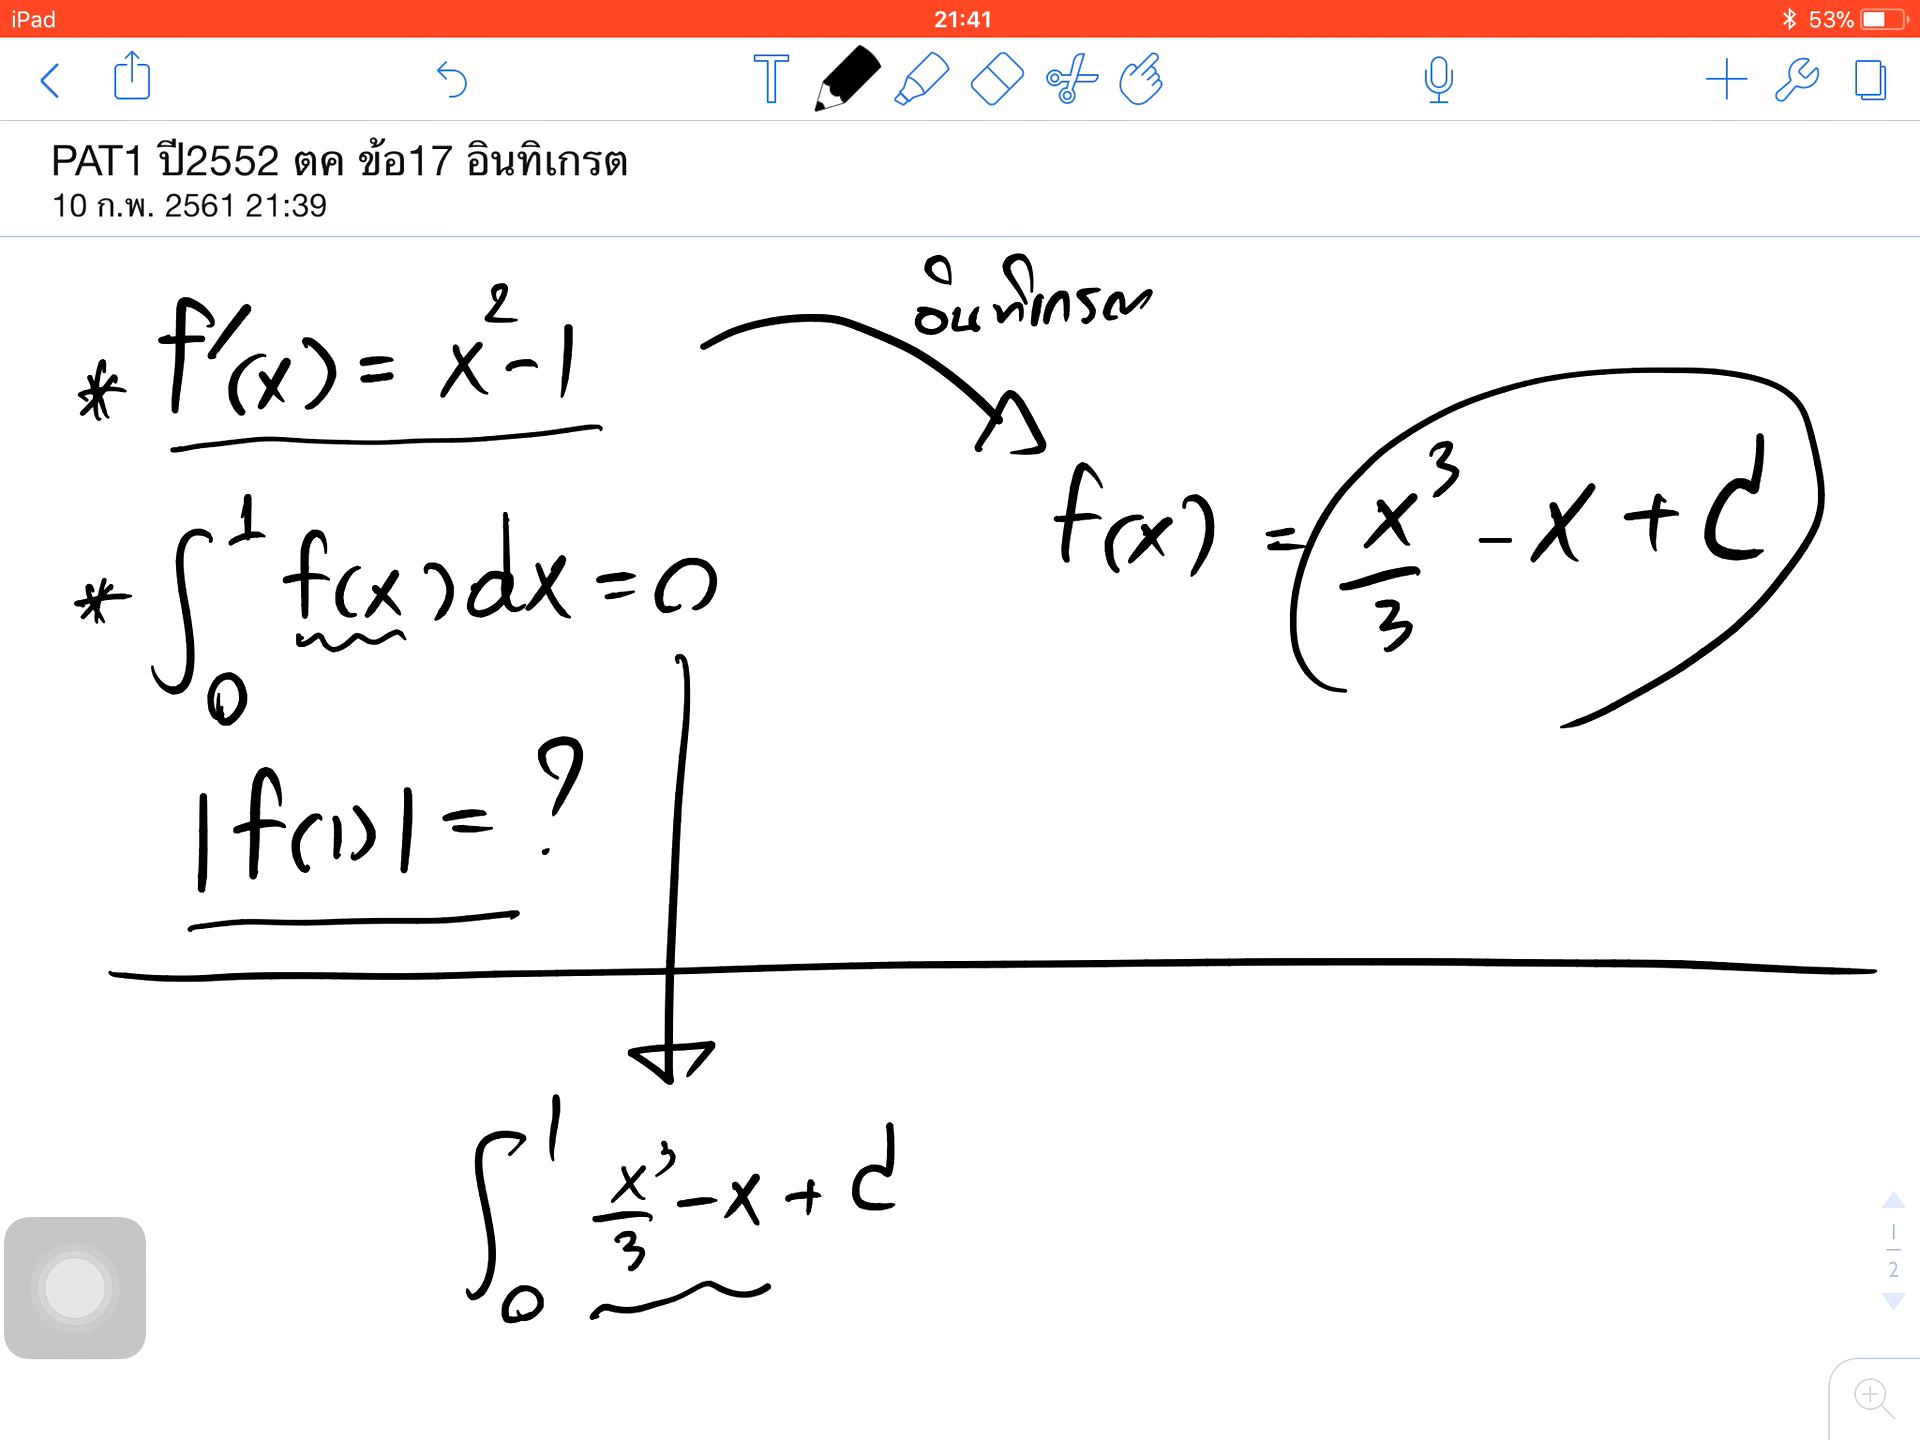 iPad 21:41 53%
T
PAT1 ปี2552 ตค ข้อ17 อินทิเกรต
10 ก.พ. 2561 21:39
* f'(x) = x² - 1
อินทิเกรต
f(x) = x³/3 - x + c
* ∫₀¹ f(x)dx = 0
|f(1)| = ?
∫₀¹ x³/3 - x + c
1
2